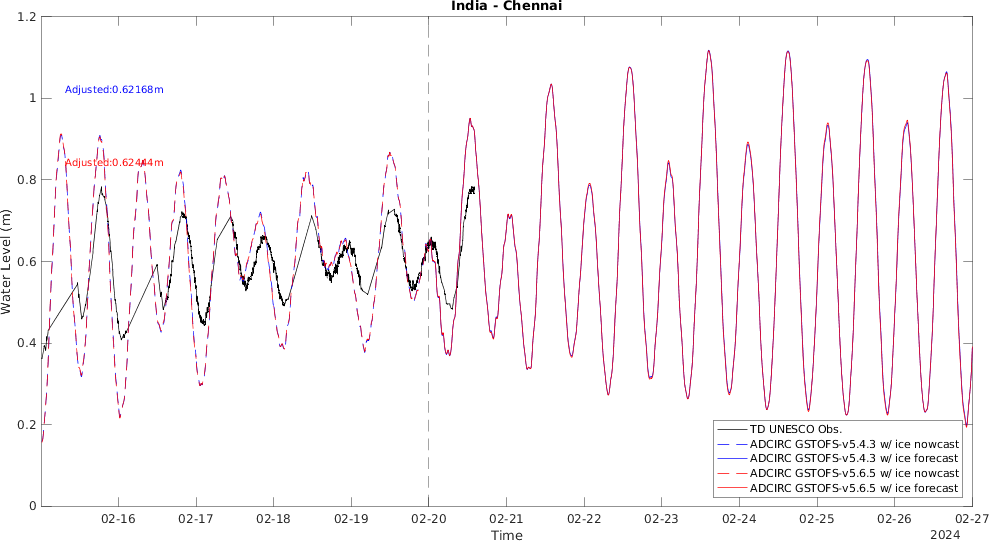 India - Chennai
1.2
1
0.8
0.6
0.4
0.2
0
Water Level (m)
Adjusted:0.62168m
Adjusted:0.62444m
TD UNESCO Obs.
ADCIRC GSTOFS-v5.4.3 w/ ice nowcast
ADCIRC GSTOFS-v5.4.3 w/ ice forecast
ADCIRC GSTOFS-v5.6.5 w/ ice nowcast
ADCIRC GSTOFS-v5.6.5 w/ ice forecast
02-16 02-17 02-18 02-19 02-20 02-21 02-22 02-23 02-24 02-25 02-26 02-27
Time
2024